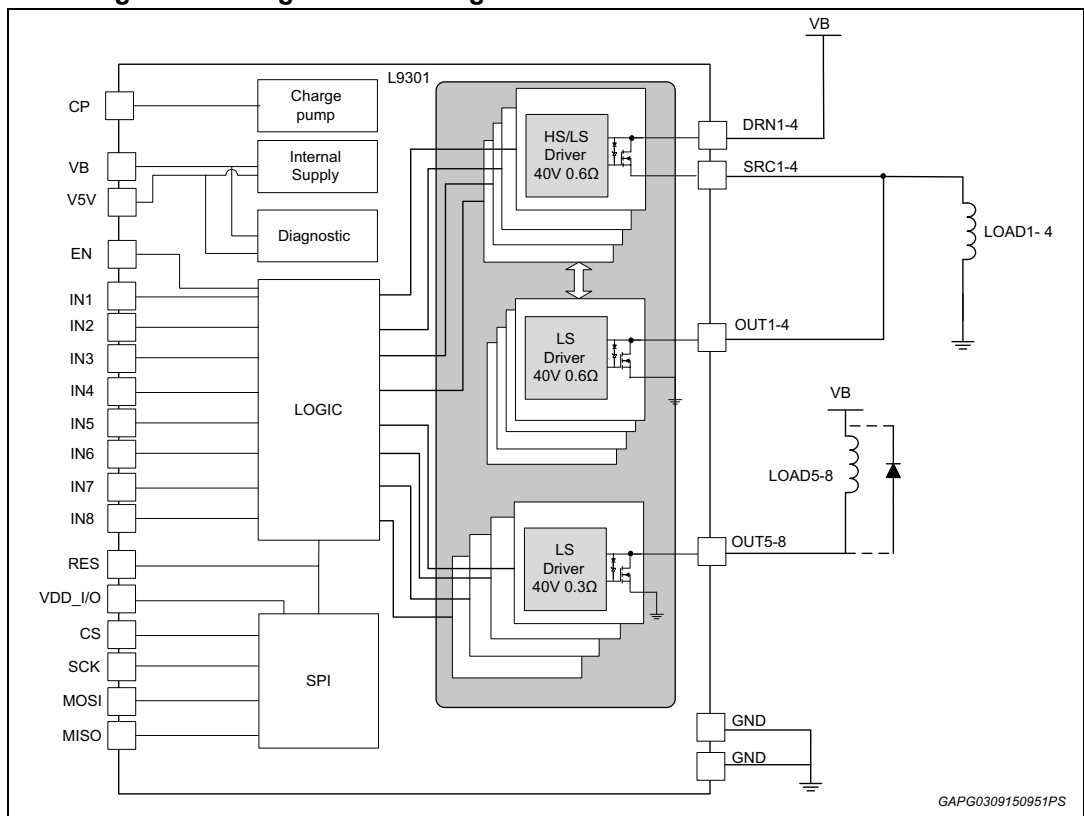 VB
L9301
CP
Charge
pump
VB
Internal
Supply
V5V
Diagnostic
EN
IN1
IN2
IN3
IN4
IN5
IN6
IN7
IN8
LOGIC
RES
VDD_I/O
CS
SCK
MOSI
MISO
SPI
HS/LS
Driver
40V 0.6Ω
DRN1-4
SRC1-4
LOAD1- 4
LS
Driver
40V 0.6Ω
OUT1-4
VB
LOAD5-8
LS
Driver
40V 0.3Ω
OUT5-8
GND
GND
GAPG0309150951PS